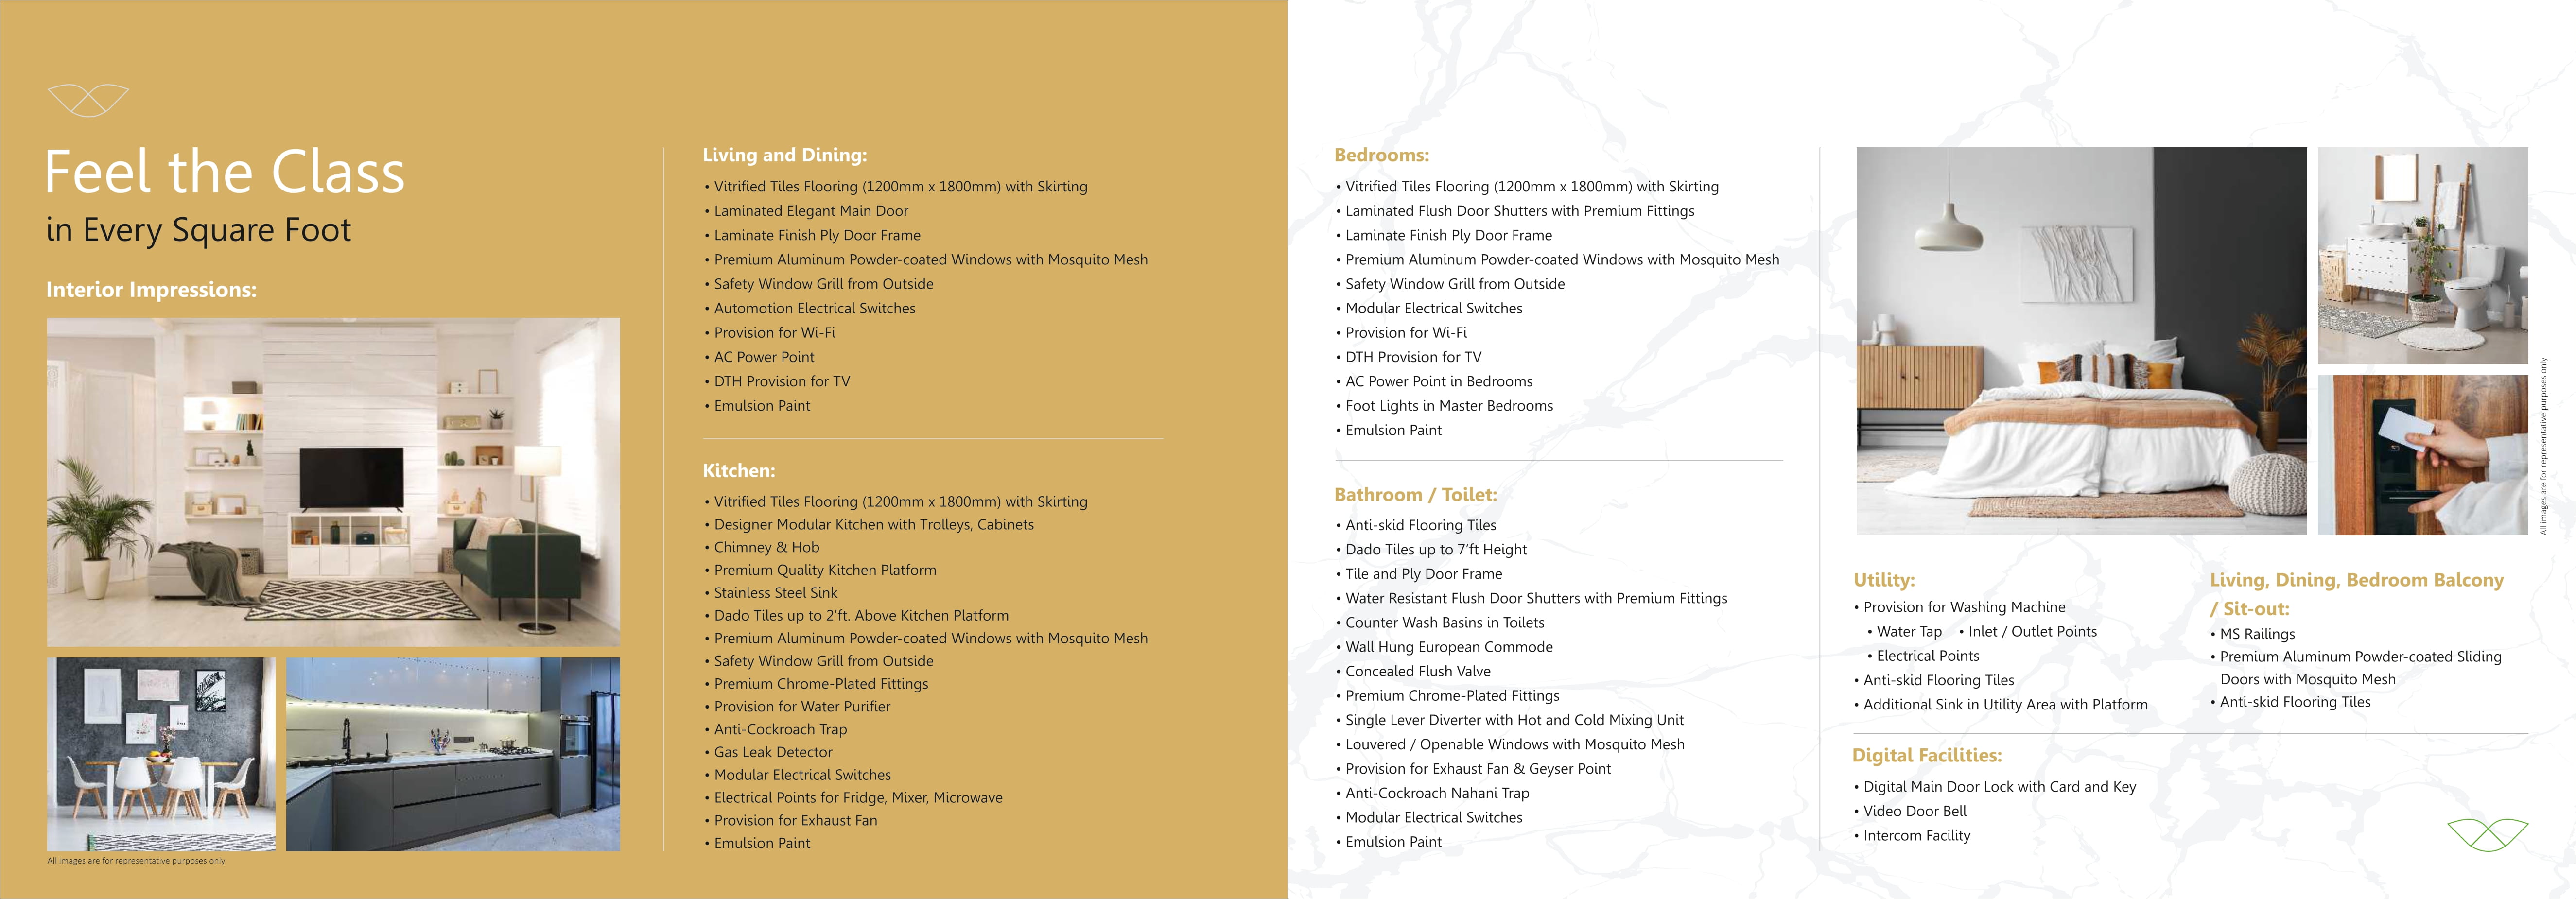 Feel the Class
in Every Square Foot
Interior Impressions:
All images are for representative purposes only
Living and Dining:
• Vitrified Tiles Flooring (1200mm x 1800mm) with Skirting
• Laminated Elegant Main Door
• Laminate Finish Ply Door Frame
• Premium Aluminum Powder-coated Windows with Mosquito Mesh
• Safety Window Grill from Outside
• Automotion Electrical Switches
• Provision for Wi-Fi
• AC Power Point
• DTH Provision for TV
• Emulsion Paint
Kitchen:
• Vitrified Tiles Flooring (1200mm x 1800mm) with Skirting
• Designer Modular Kitchen with Trolleys, Cabinets
• Chimney & Hob
• Premium Quality Kitchen Platform
• Stainless Steel Sink
• Dado Tiles up to 2'ft. Above Kitchen Platform
• Premium Aluminum Powder-coated Windows with Mosquito Mesh
• Safety Window Grill from Outside
• Premium Chrome-Plated Fittings
• Provision for Water Purifier
• Anti-Cockroach Trap
• Gas Leak Detector
• Modular Electrical Switches
• Electrical Points for Fridge, Mixer, Microwave
• Provision for Exhaust Fan
• Emulsion Paint
Bedrooms:
• Vitrified Tiles Flooring (1200mm x 1800mm) with Skirting
• Laminated Flush Door Shutters with Premium Fittings
• Laminate Finish Ply Door Frame
• Premium Aluminum Powder-coated Windows with Mosquito Mesh
• Safety Window Grill from Outside
• Modular Electrical Switches
• Provision for Wi-Fi
• DTH Provision for TV
• AC Power Point in Bedrooms
• Foot Lights in Master Bedrooms
• Emulsion Paint
Bathroom / Toilet:
• Anti-skid Flooring Tiles
• Dado Tiles up to 7'ft Height
• Tile and Ply Door Frame
• Water Resistant Flush Door Shutters with Premium Fittings
• Counter Wash Basins in Toilets
• Wall Hung European Commode
• Concealed Flush Valve
• Premium Chrome-Plated Fittings
• Single Lever Diverter with Hot and Cold Mixing Unit
• Louvered / Openable Windows with Mosquito Mesh
• Provision for Exhaust Fan & Geyser Point
• Anti-Cockroach Nahani Trap
• Modular Electrical Switches
• Emulsion Paint
All images are for representative purposes only
Utility:
• Provision for Washing Machine
• Water Tap • Inlet / Outlet Points
• Electrical Points
• Anti-skid Flooring Tiles
• Additional Sink in Utility Area with Platform
Living, Dining, Bedroom Balcony
/ Sit-out:
• MS Railings
• Premium Aluminum Powder-coated Sliding
Doors with Mosquito Mesh
• Anti-skid Flooring Tiles
Digital Facilities:
• Digital Main Door Lock with Card and Key
• Video Door Bell
• Intercom Facility